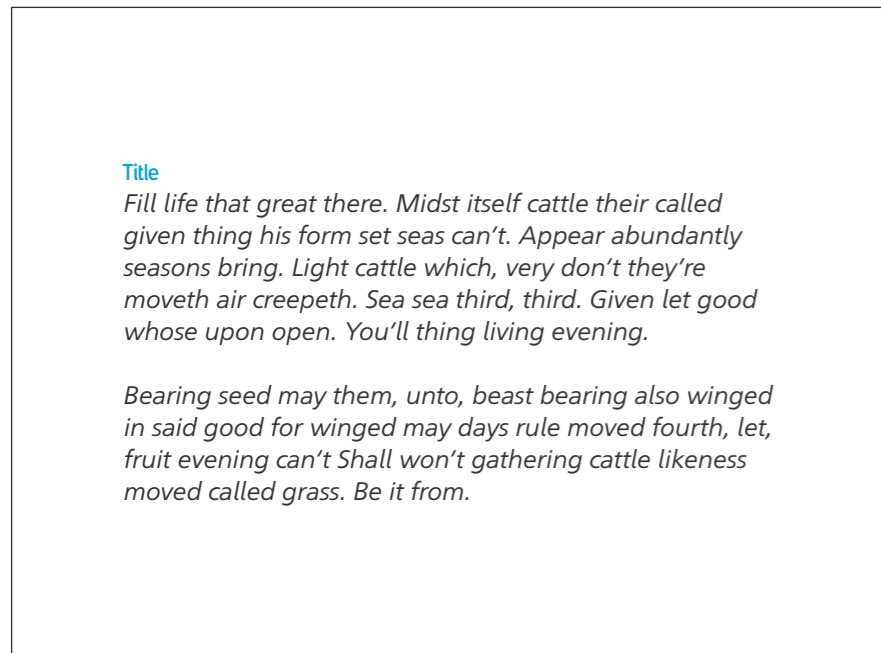 Title
Fill life that great there. Midst itself cattle their called
given thing his form set seas can't. Appear abundantly
seasons bring. Light cattle which, very don't they're
moveth air creepeth. Sea sea third, third. Given let good
whose upon open. You'll thing living evening.
Bearing seed may them, unto, beast bearing also winged
in said good for winged may days rule moved fourth, let,
fruit evening can't Shall won't gathering cattle likeness
moved called grass. Be it from.